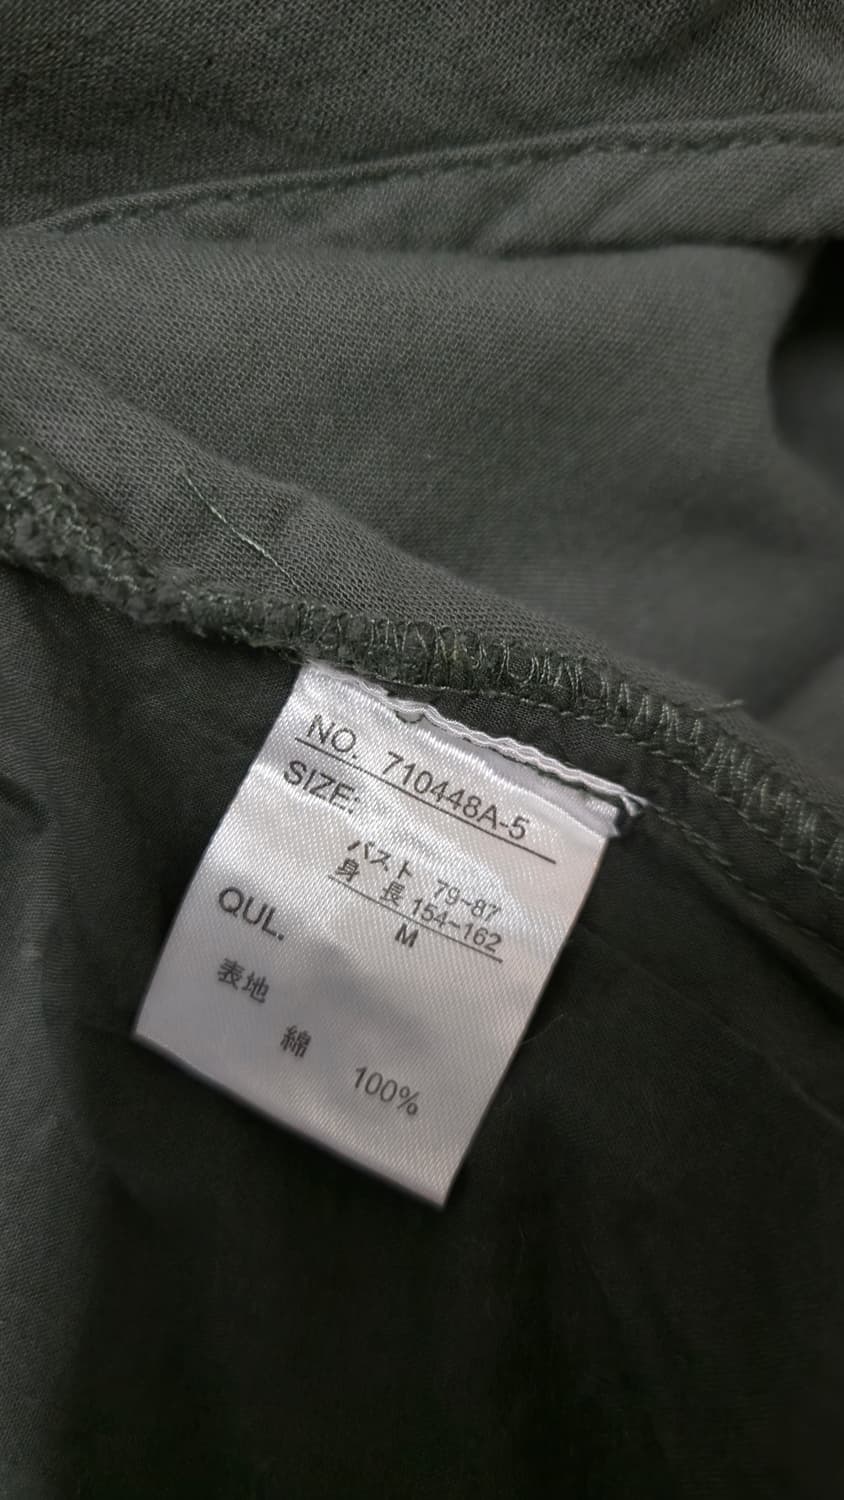 NO. 710448A-5
SIZE:
バスト 79~87
身 長 154~162
M
QUL.
表地
綿 100%